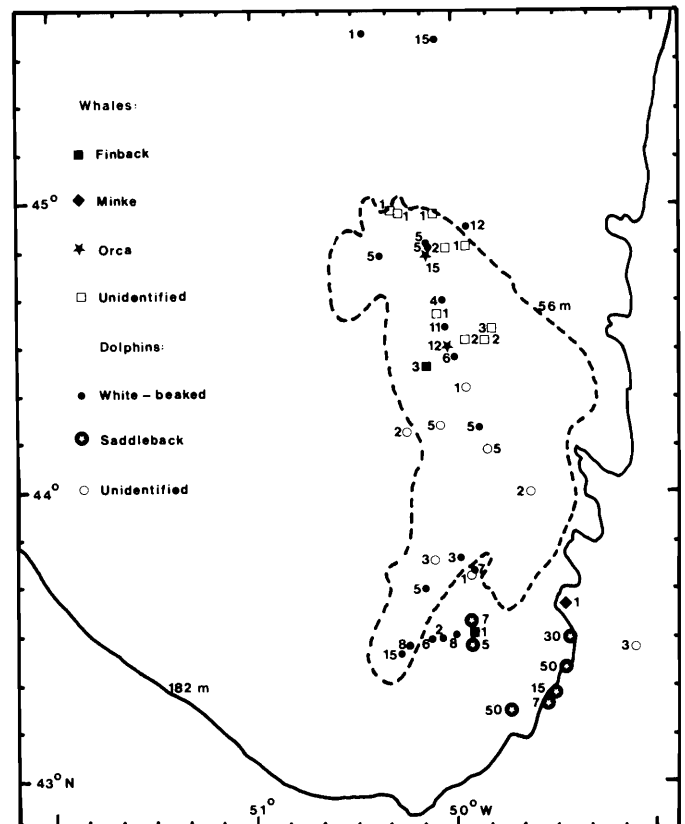 1 15
Whales:
Finback
Minke
Orca
Unidentified
Dolphins:
White – beaked
Saddleback
Unidentified
45°
44°
43°N
51°
50°W
56 m
182 m
1 1 1
12
5
5 2 1
5
15
4
1
11 3
12 2 2
6
3
1
5 5
2
5
2
3 3
7
1
5
7
1
2
8 6 8 5
15
1
30
3
50
15
7
50